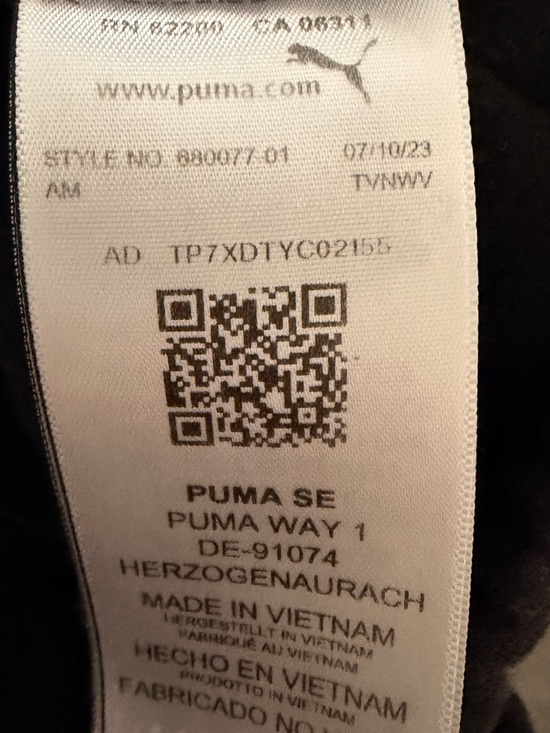 RN 62200 CA 06311
www.puma.com
STYLE NO 680077 01 07/10/23
AM TVNWV
AD TP7XDTYC02155
PUMA SE
PUMA WAY 1
DE-91074
HERZOGENAURACH
MADE IN VIETNAM
HERGESTELLT IN VIETNAM
FABRIQUÉ AU VIETNAM
HECHO EN VIETNAM
PRODOTTO IN VIETNAM
FABRICADO NO